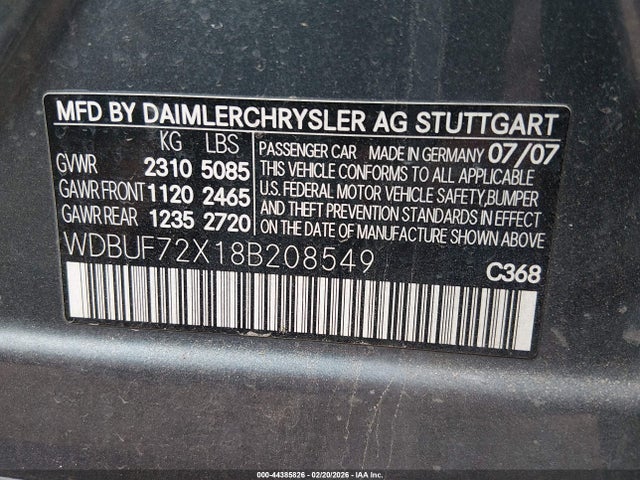 MFD BY DAIMLERCHRYSLER AG STUTTGART
KG LBS
GVWR 2310 5085
GAWR FRONT 1120 2465
GAWR REAR 1235 2720
PASSENGER CAR MADE IN GERMANY 07/07
THIS VEHICLE CONFORMS TO ALL APPLICABLE
U.S. FEDERAL MOTOR VEHICLE SAFETY,BUMPER
AND THEFT PREVENTION STANDARDS IN EFFECT
ON THE DATE OF MANUFACTURE SHOWN ABOVE.
WDBUF72X18B208549
C368
000-44385826 - 02/20/2026 - IAA Inc.